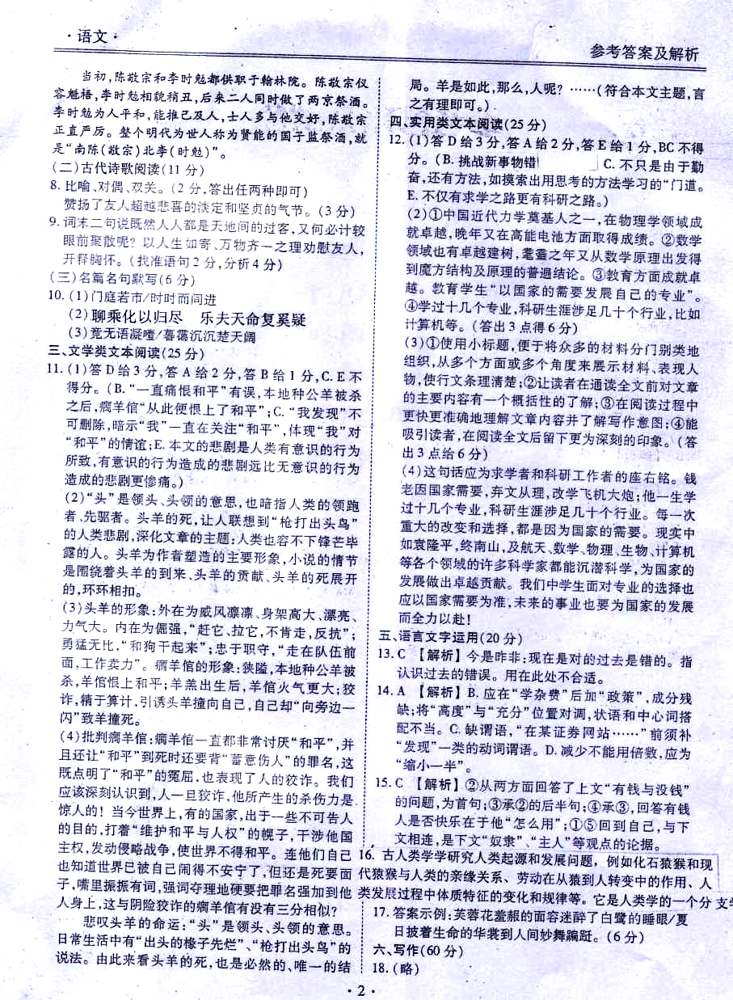 ·语文·
参考答案及解析
当初,陈敬宗和李时勉都供职于翰林院。陈敬宗仪
容魁梧,李时勉相貌稍丑,后来二人同时做了两京祭酒。
李时勉为人平和,能推己及人,士人多与他交好,陈敬宗
正直严厉。整个明代为世人称为贤能的国子监祭酒,就
是“南陈(敬宗)北李(时勉)”。
(二)古代诗歌阅读(11分)
8. 比喻、对偶、双关。(2分,答出任两种即可)
赞扬了友人超越悲喜的淡定和坚贞的气节。(3分)
9. 词末二句说既然人人都是天地间的过客,又何必计较
眼前聚散呢?以人生如寄、万物齐一之理劝慰友人,
开释胸怀。(找准语句2分,分析4分)
(三)名篇名句默写(6分)
10. (1)门庭若市/时时而间进
(2)聊乘化以归尽 乐夫天命复奚疑
(3)竟无语凝噎/暮霭沉沉楚天阔
三、文学类文本阅读(25分)
11. (1)答D给3分,答A给2分,答B给1分,C.E不
得分。(B.“一直痛恨和平”有误,本地种公羊被杀
之后,瘸羊倌“从此便恨上了和平”;C.“我发现”不
可删除,暗示“我”一直在关注“和平”,体现“我”对
“和平”的情谊;E.本文的悲剧是人类有意识的行为
所致,有意识的行为造成的悲剧远比无意识的行为
造成的悲剧更惨痛。)
(2)“头”是领头、头领的意思,也暗指人类的领跑
者、先驱者。头羊的死,让人联想到“枪打出头鸟”
的人类悲剧,深化文章的主题:人类也容不下锋芒毕
露的人。头羊为作者塑造的主要形象,小说的情节
是围绕着头羊的到来、头羊的贡献、头羊的死展开
的,环环相扣。
(3)头羊的形象:外在为威风凛凛、身架高大、漂亮、
力气大。内在为倔强,“赶它、拉它,不肯走,反抗”;
勇猛无比,“和狗干起来”;忠于职守,“走在队伍前
面,工作卖力”。瘸羊倌的形象:狭隘,本地种公羊被
杀,羊倌恨上和平;羊羔出生后,羊倌火气更大;狡
诈,精于算计,引诱头羊撞向自己,自己却“向旁边一
闪”致羊撞死。
(4)批判瘸羊倌:瘸羊倌一直都非常讨厌“和平”,并
且还让“和平”到死时还要背“蓄意伤人”的罪名,这
既点明了“和平”的冤屈,也表现了人的狡诈。我们
应该深刻认识到,人一旦狡诈,他所产生的杀伤力是
惊人的!当今世界上,有的国家,出于一些不可告人
的目的,打着“维护和平与人权”的幌子,干涉他国
主权,发动侵略战争,使世界不得和平。连他们自己
也知道世界已被自己闹得不安宁了,但还是死要面
子,嘴里振振有词,强词夺理地硬要把罪名强加到他
人身上,这与阴险狡诈的瘸羊倌有没有三分相似?
悲叹头羊的命运:“头”是领头、头领的意思。
日常生活中有“出头的椽子先烂”、“枪打出头鸟”的
说法。由此来看头羊的死,也是必然的、唯一的结
局。羊是如此,那么,人呢?……(符合本文主题,言
之有理即可。)
四、实用类文本阅读(25分)
12. (1)答D给3分,答A给2分,答E给1分,BC不得
分。(B.挑战新事物错 C.不只是由于勤
奋,还有方法,如摸索出用思考的方法学习的“门道。
E.不仅有求学之路更有科研之路。)
(2)①中国近代力学奠基人之一,在物理学领域成
就卓越,晚年又在高能电池方面取得成绩。②数学
领域也有卓越建树,耄耋之年又从数学原理出发得
到魔方结构及原理的普遍结论。③教育方面成就卓
越。教育学生“以国家的需要发展自己的专业”。
④学过十几个专业,科研生涯涉足几十个行业,比如
计算机等。(答出3点得6分)
(3)①使用小标题,便于将众多的材料分门别类地
组织,从多个方面或多个角度来展示材料、表现人
物,使行文条理清楚;②让读者在通读全文前对文章
的主要内容有一个概括性的了解;③在阅读过程中
更快更准确地理解文章内容并了解写作意图;④能
吸引读者,在阅读全文后留下更为深刻的印象。(答
出3点给6分)
(4)这句话应为求学者和科研工作者的座右铭。钱
老因国家需要,弃文从理,改学飞机大炮;他一生学
过十几个专业,科研生涯涉足几十个行业。每一次
重大的改变和选择,都是因为国家的需要。现实中
如袁隆平,终南山,及航天、数学、物理、生物、计算机
等各个领域的许多科学家都能沉潜科学,为国家的
发展做出卓越贡献。我们中学生面对专业的选择也
应以国家需要为准,未来的事业也要为国家的发展
而全力以赴!
五、语言文字运用(20分)
13. C 【解析】今是昨非:现在是对的过去是错的。指
认识过去的错误。用在此处不合适。
14. A 【解析】B.应在“学杂费”后加“政策”,成分残
缺;将“高度”与“充分”位置对调,状语和中心词搭
配不当。C.缺谓语,“在某证券网站……”前须补
“发现”一类的动词谓语。D.减少不能用倍数,应为
“缩小一半”。
15. C 【解析】②从两方面回答了上文“有钱与没钱”
的问题,为首句;③承②的后半句;④承③,回答有钱
人是否快乐在于他“怎么用”;①⑤回到自己,与下
文相连,是下文“奴隶”、“主人”等观点的论据。
16. 古人类学学研究人类起源和发展问题,例如化石猿猴和现
代猿猴与人类的亲缘关系、劳动在从猿到人转变中的作用、人
类发展过程中体质特征的变化和规律等。它是人类学的一个分支学
17. 答案示例:芙蓉花羞赧的面容迷醉了白鹭的睡眼/夏
日披着生命的华裳到人间妙舞蹁跹。(6分)
六、写作(60分)
18. (略)
·2·